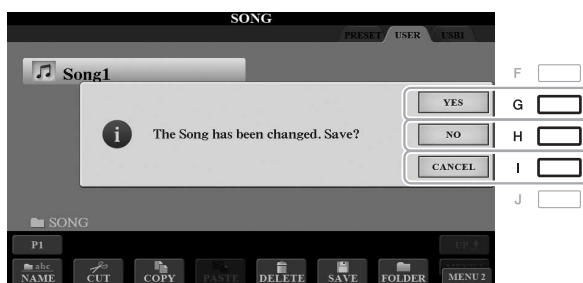 SONG
PRESET USER USB1
Song1
F
YES
G
The Song has been changed. Save?
NO
H
CANCEL
I
J
SONG
P1
UP
abc
NAME CUT COPY PASTE DELETE SAVE FOLDER MENU 2